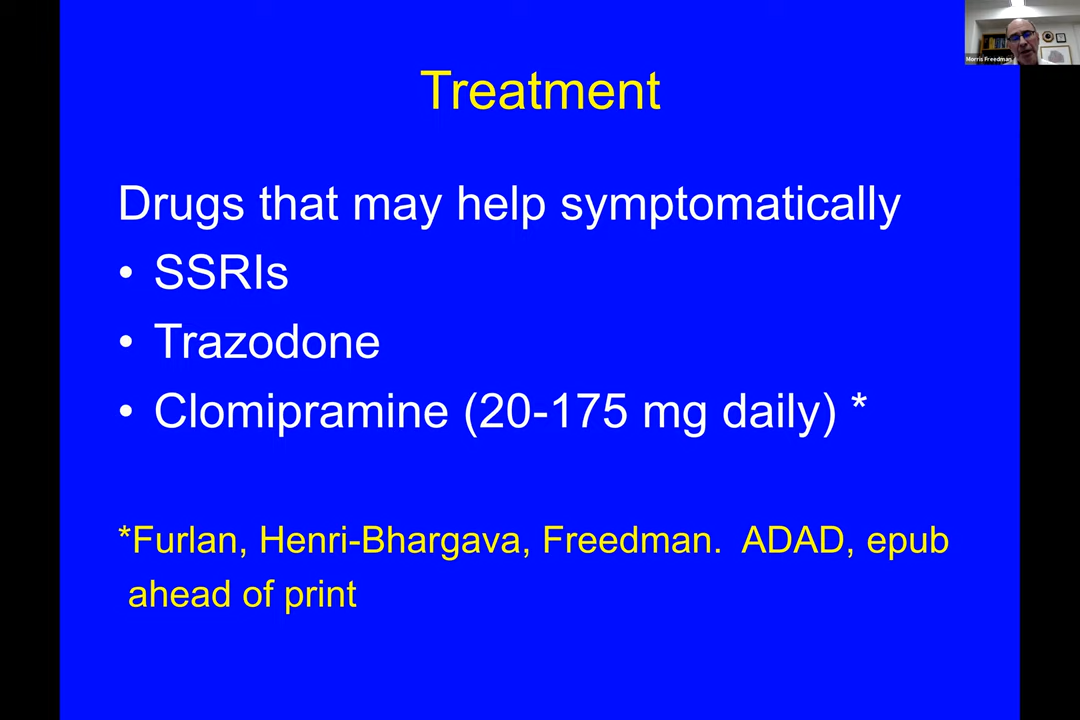 Morris Freedman
Treatment
Drugs that may help symptomatically
• SSRIs
• Trazodone
• Clomipramine (20-175 mg daily) *
*Furlan, Henri-Bhargava, Freedman. ADAD, epub
ahead of print